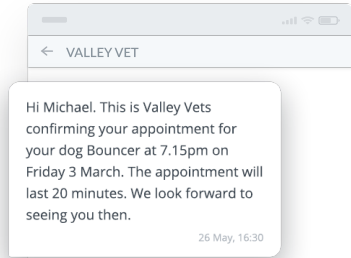 VALLEY VET
Hi Michael. This is Valley Vets
confirming your appointment for
your dog Bouncer at 7.15pm on
Friday 3 March. The appointment will
last 20 minutes. We look forward to
seeing you then.
26 May, 16:30